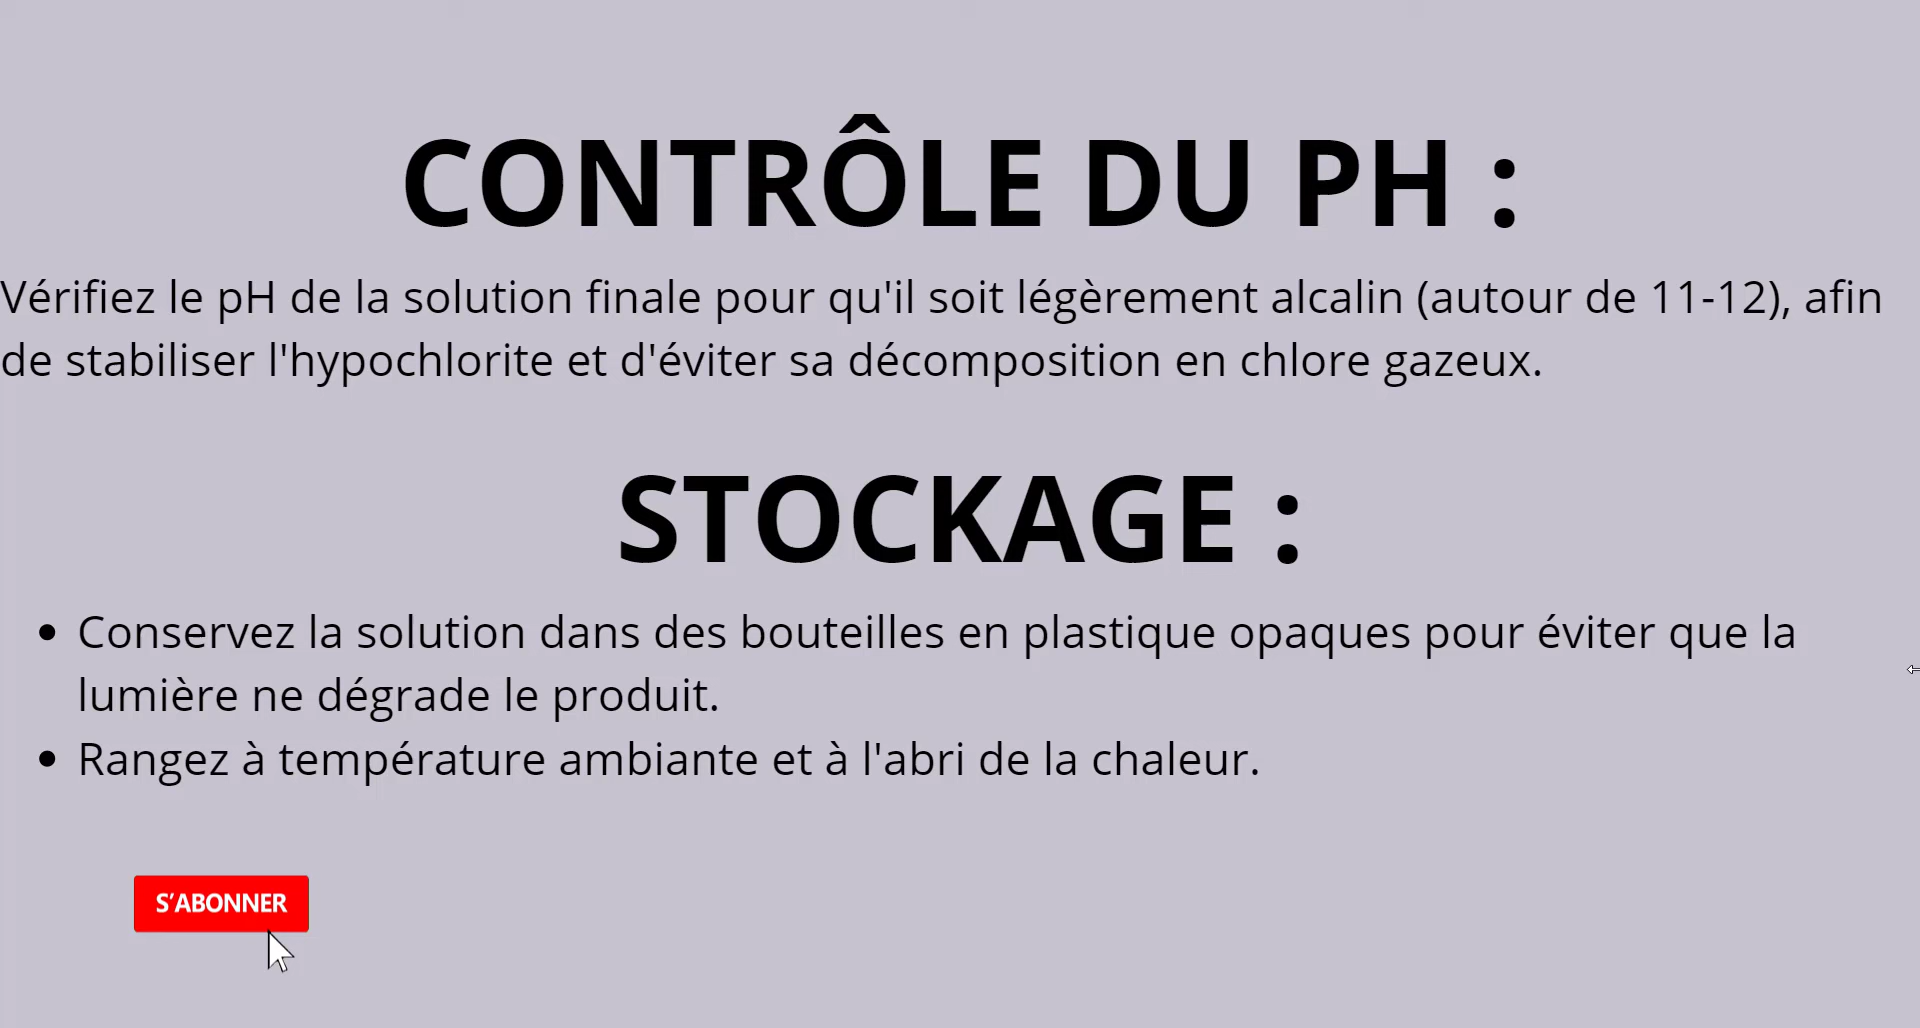 CONTRÔLE DU PH :
Vérifiez le pH de la solution finale pour qu'il soit légèrement alcalin (autour de 11-12), afin
de stabiliser l'hypochlorite et d'éviter sa décomposition en chlore gazeux.
STOCKAGE :
• Conservez la solution dans des bouteilles en plastique opaques pour éviter que la
lumière ne dégrade le produit.
• Rangez à température ambiante et à l'abri de la chaleur.
S'ABONNER